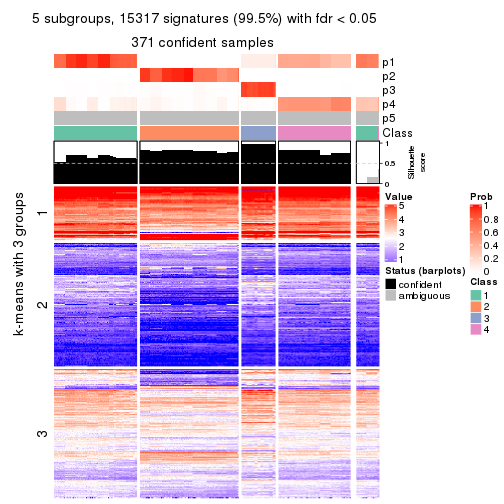 5 subgroups, 15317 signatures (99.5%) with fdr < 0.05
371 confident samples
p1
p2
p3
p4
p5
Class
1
0.5
0
Silhouette
score
k-means with 3 groups
1
2
3
Value
5
4
3
2
1
Prob
1
0.8
0.6
0.4
0.2
0
Status (barplots)
confident
ambiguous
Class
1
2
3
4